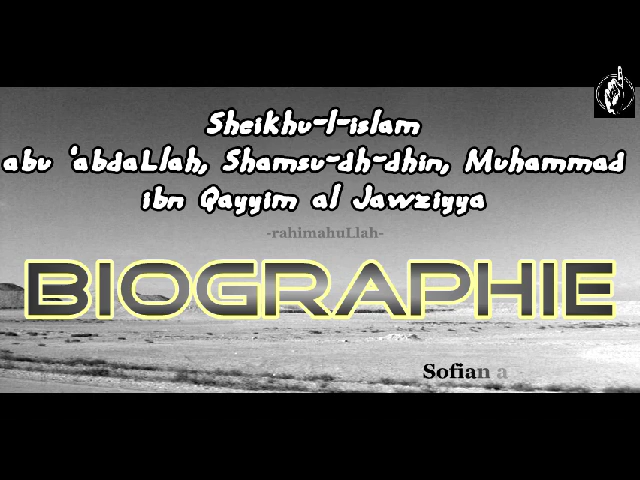 Sheikhu-l-islam
abu 'abdaLlah, Shamsu-dh-dhin, Muhammad
ibn Qayyim al Jawziyya
-rahimahuLlah-
BIOGRAPHIE
Sofian a